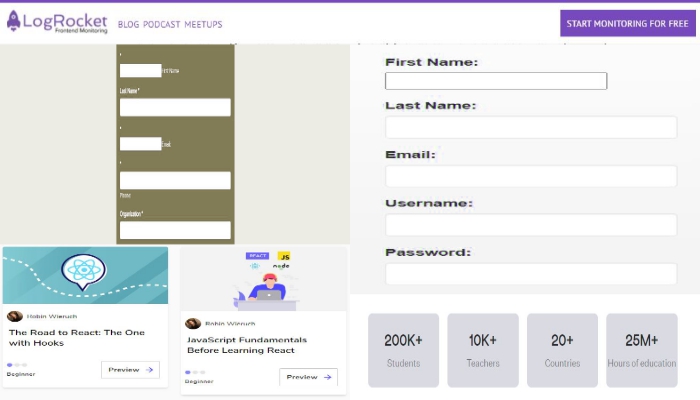 LogRocket
Frontend Monitoring
BLOG PODCAST MEETUPS
START MONITORING FOR FREE
*
Last Name *
*
Email
*
Phone
Organization *
First Name:
Last Name:
Email:
Username:
Password:
REACT
JS
node
Robin Wieruch
The Road to React: The One
with Hooks
Beginner
Preview →
Robin Wieruch
JavaScript Fundamentals
Before Learning React
Beginner
Preview →
200K+
Students
10K+
Teachers
20+
Countries
25M+
Hours of education